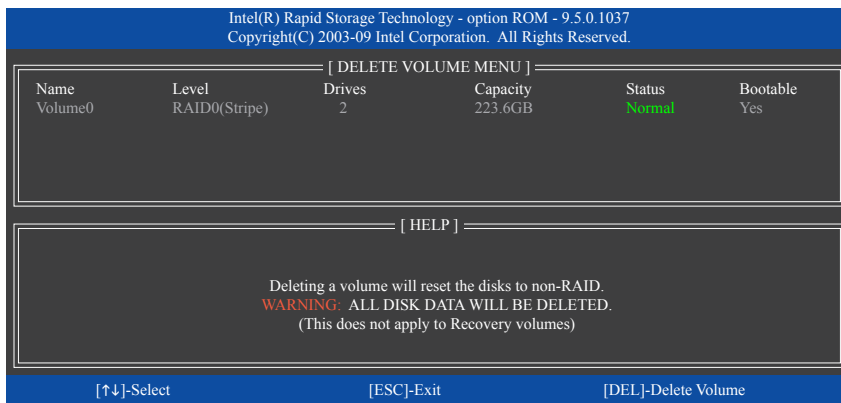 Intel(R) Rapid Storage Technology - option ROM - 9.5.0.1037
Copyright(C) 2003-09 Intel Corporation. All Rights Reserved.
[ DELETE VOLUME MENU ]
Name Level Drives Capacity Status Bootable
Volume0 RAID0(Stripe) 2 223.6GB Normal Yes
[ HELP ]
Deleting a volume will reset the disks to non-RAID.
WARNING: ALL DISK DATA WILL BE DELETED.
(This does not apply to Recovery volumes)
[↑↓]-Select [ESC]-Exit [DEL]-Delete Volume